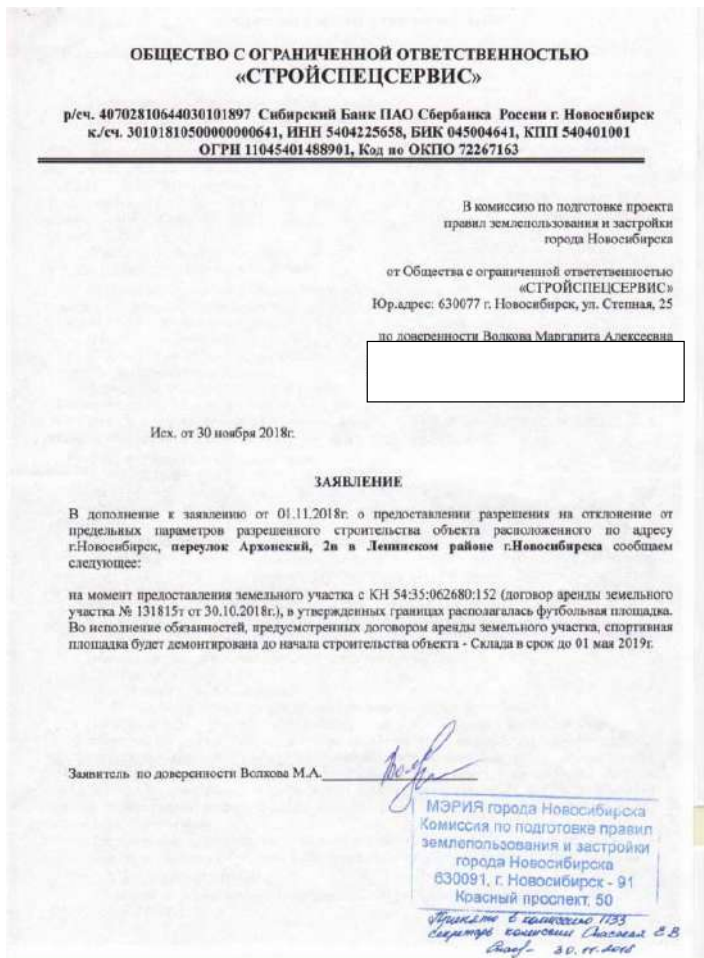 ОБЩЕСТВО С ОГРАНИЧЕННОЙ ОТВЕТСТВЕННОСТЬЮ
«СТРОЙСПЕЦСЕРВИС»
р/сч. 40702810644030101897 Сибирский Банк ПАО Сбербанка России г. Новосибирск
к./сч. 30101810500000000641, ИНН 5404225658, БИК 045004641, КПП 540401001
ОГРН 11045401488901, Код по ОКПО 72267163
В комиссию по подготовке проекта
правил землепользования и застройки
города Новосибирска
от Общества с ограниченной ответственностью
«СТРОЙСПЕЦСЕРВИС»
Юр.адрес: 630077 г. Новосибирск, ул. Степная, 25
по доверенности Волкова Маргарита Алексеевна
Исх. от 30 ноября 2018г.
ЗАЯВЛЕНИЕ
В дополнение к заявлению от 01.11.2018г. о предоставлении разрешения на отклонение от
предельных параметров разрешенного строительства объекта расположенного по адресу
г.Новосибирск, переулок Архонский, 2в в Ленинском районе г.Новосибирска сообщаем
следующее:
на момент предоставления земельного участка с КН 54:35:062680:152 (договор аренды земельного
участка № 131815т от 30.10.2018г.), в утвержденных границах располагалась футбольная площадка.
Во исполнение обязанностей, предусмотренных договором аренды земельного участка, спортивная
площадка будет демонтирована до начала строительства объекта - Склада в срок до 01 мая 2019г.
Заявитель по доверенности Волкова М.А.
МЭРИЯ города Новосибирска
Комиссия по подготовке правил
землепользования и застройки
города Новосибирска
630091, г. Новосибирск - 91
Красный проспект, 50
Принято в комиссию ПЗЗ
секретарь комиссии Спасская Е В
30.11.2018